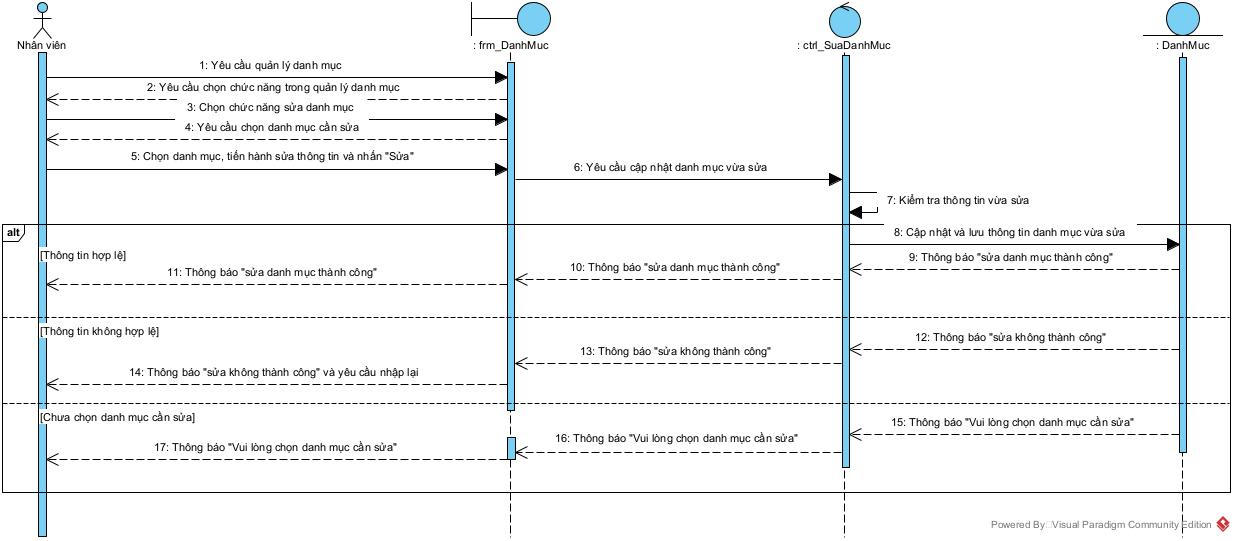 Nhân viên
: frm_DanhMuc
: ctrl_SuaDanhMuc
: DanhMuc
1: Yêu cầu quản lý danh mục
2: Yêu cầu chọn chức năng trong quản lý danh mục
3: Chọn chức năng sửa danh mục
4: Yêu cầu chọn danh mục cần sửa
5: Chọn danh mục, tiến hành sửa thông tin và nhấn "Sửa"
6: Yêu cầu cập nhật danh mục vừa sửa
7: Kiểm tra thông tin vừa sửa
alt
8: Cập nhật và lưu thông tin danh mục vừa sửa
[Thông tin hợp lệ]
9: Thông báo "sửa danh mục thành công"
10: Thông báo "sửa danh mục thành công"
11: Thông báo "sửa danh mục thành công"
[Thông tin không hợp lệ]
12: Thông báo "sửa không thành công"
13: Thông báo "sửa không thành công"
14: Thông báo "sửa không thành công" và yêu cầu nhập lại
[Chưa chọn danh mục cần sửa]
15: Thông báo "Vui lòng chọn danh mục cần sửa"
16: Thông báo "Vui lòng chọn danh mục cần sửa"
17: Thông báo "Vui lòng chọn danh mục cần sửa"
Powered By Visual Paradigm Community Edition